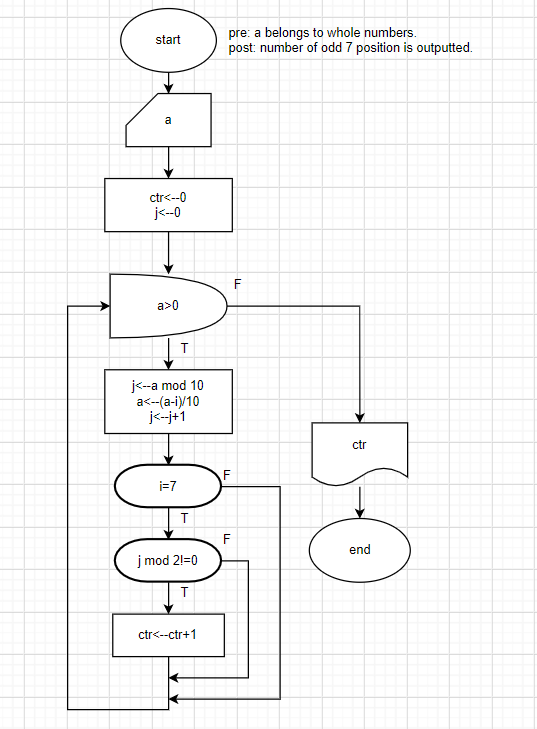 start
pre: a belongs to whole numbers.
post: number of odd 7 position is outputted.
a
ctr<--0
j<--0
a>0
F
T
j<--a mod 10
a<--(a-i)/10
j<--j+1
i=7
F
T
j mod 2!=0
F
T
ctr<--ctr+1
ctr
end